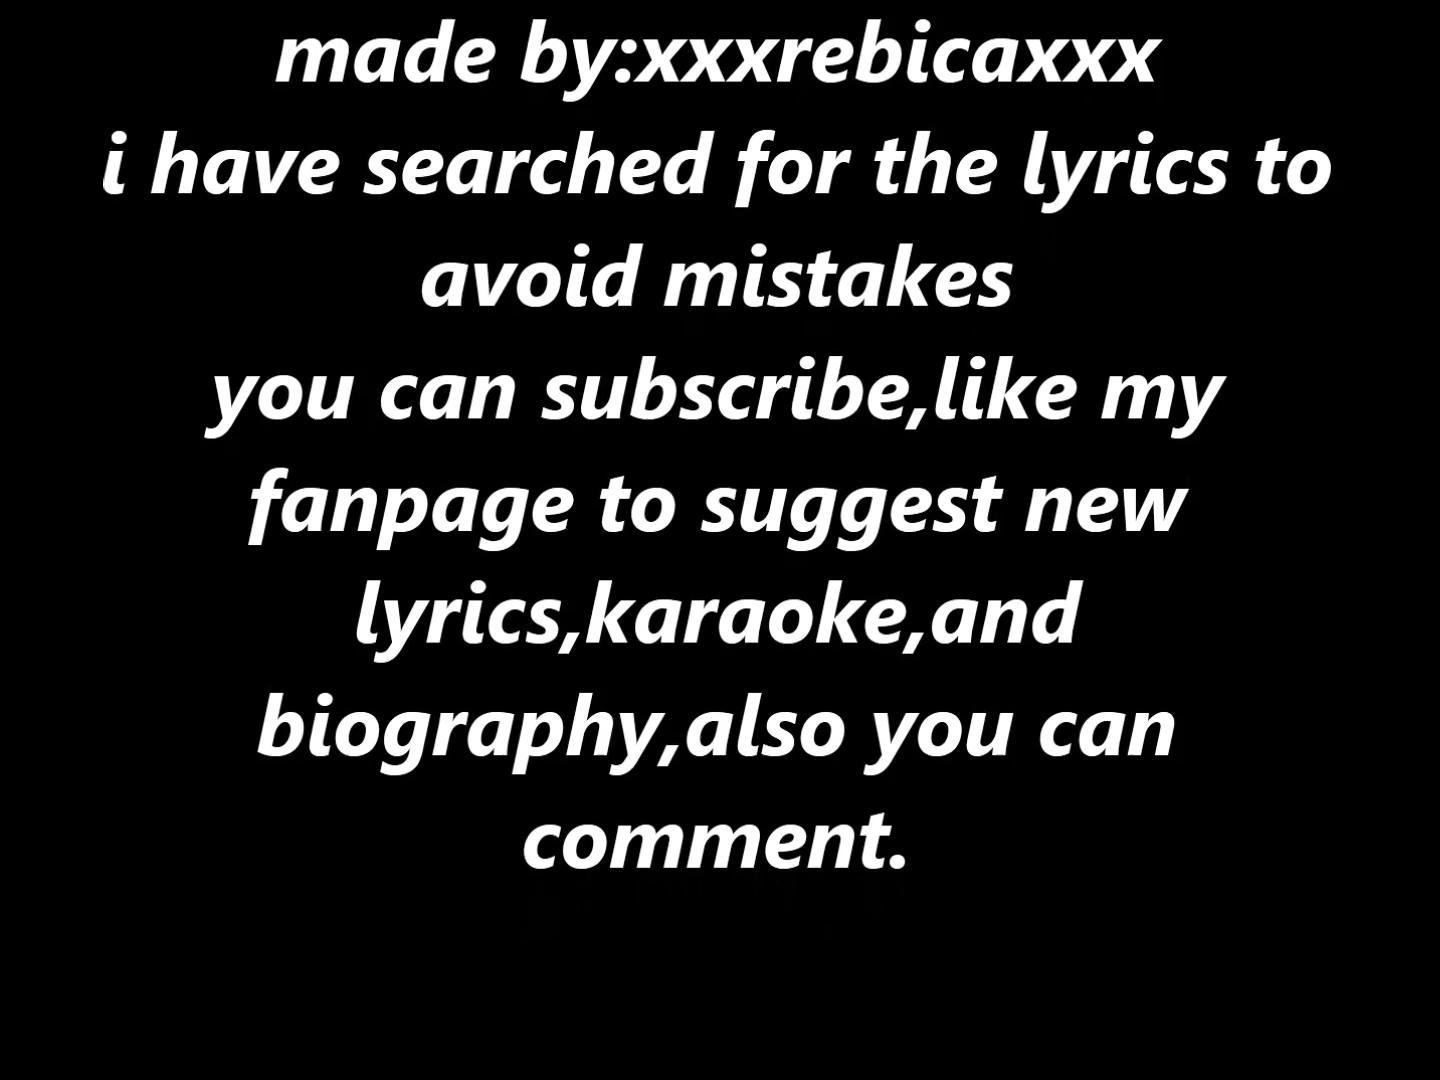 made by:xxxrebicaxxx
i have searched for the lyrics to
avoid mistakes
you can subscribe,like my
fanpage to suggest new
lyrics,karaoke,and
biography,also you can
comment.